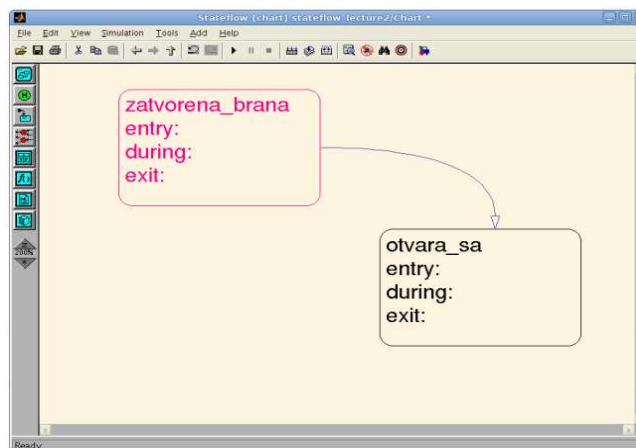 Stateflow (chart) stateflow_lecture2/Chart *
File Edit View Simulation Tools Add Help
zatvorena_brana
entry:
during:
exit:
200%
otvara_sa
entry:
during:
exit:
Ready